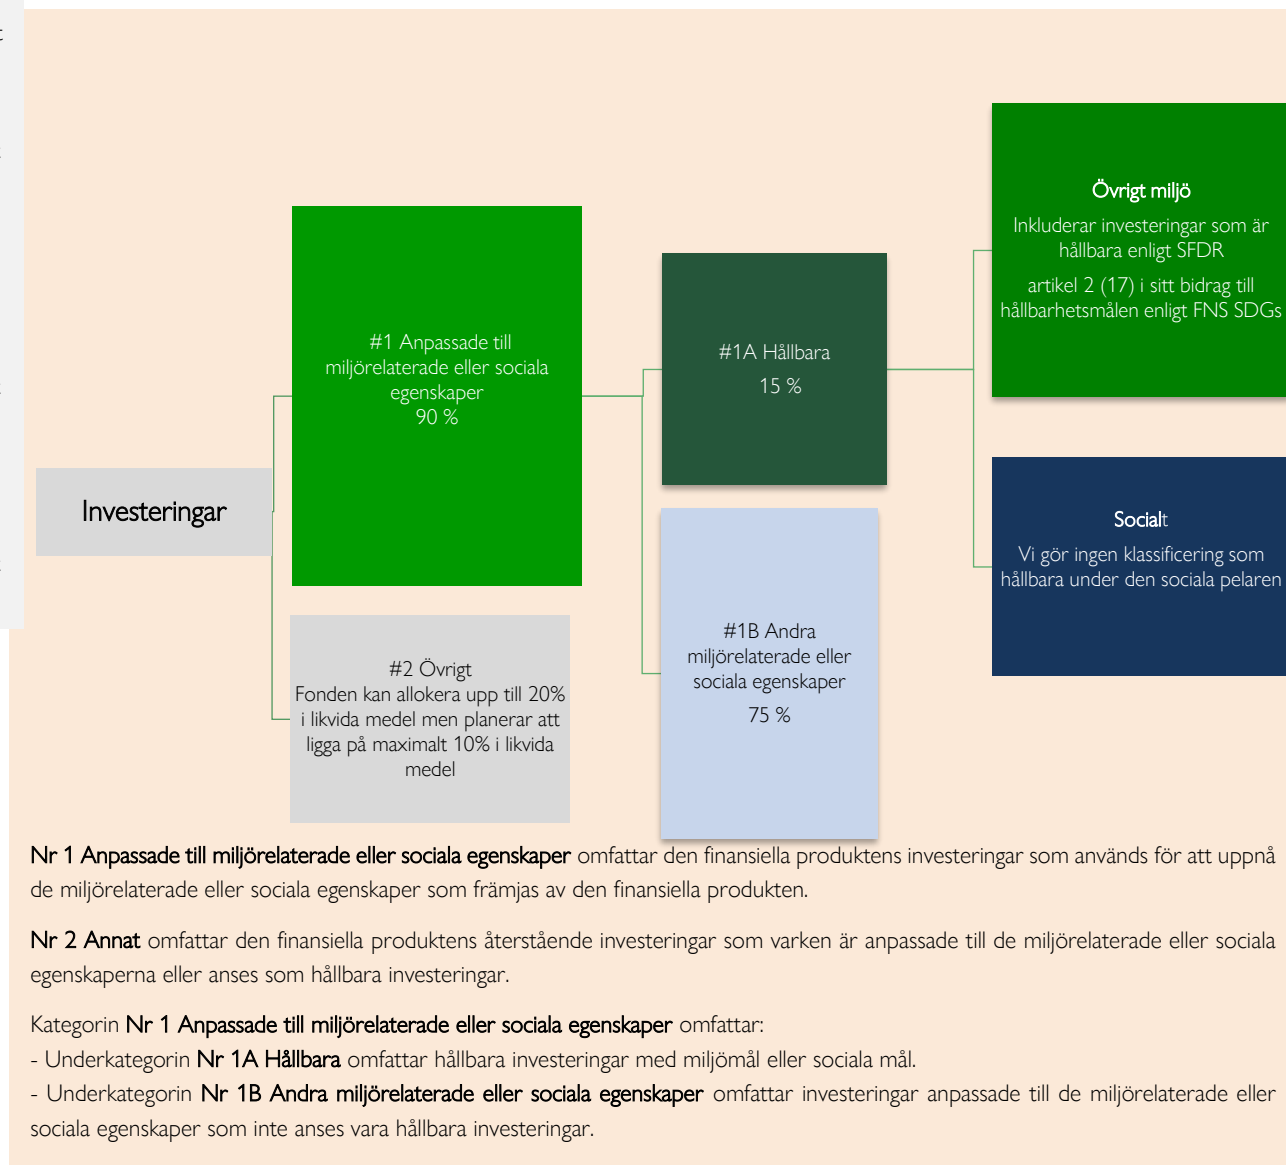 Övrigt miljö
Inkluderar investeringar som är
hållbara enligt SFDR
artikel 2 (17) i sitt bidrag till
hållbarhetsmålen enligt FNS SDGs
#1 Anpassade till
miljörelaterade eller sociala
egenskaper
90 %
#1A Hållbara
15 %
Investeringar
Socialt
Vi gör ingen klassificering som
hållbara under den sociala pelaren
#1B Andra
miljörelaterade eller
sociala egenskaper
75 %
#2 Övrigt
Fonden kan allokera upp till 20%
i likvida medel men planerar att
ligga på maximalt 10% i likvida
medel
Nr 1 Anpassade till miljörelaterade eller sociala egenskaper omfattar den finansiella produktens investeringar som används för att uppnå
de miljörelaterade eller sociala egenskaper som främjas av den finansiella produkten.
Nr 2 Annat omfattar den finansiella produktens återstående investeringar som varken är anpassade till de miljörelaterade eller sociala
egenskaperna eller anses som hållbara investeringar.
Kategorin Nr 1 Anpassade till miljörelaterade eller sociala egenskaper omfattar:
- Underkategorin Nr 1A Hållbara omfattar hållbara investeringar med miljömål eller sociala mål.
- Underkategorin Nr 1B Andra miljörelaterade eller sociala egenskaper omfattar investeringar anpassade till de miljörelaterade eller
sociala egenskaper som inte anses vara hållbara investeringar.